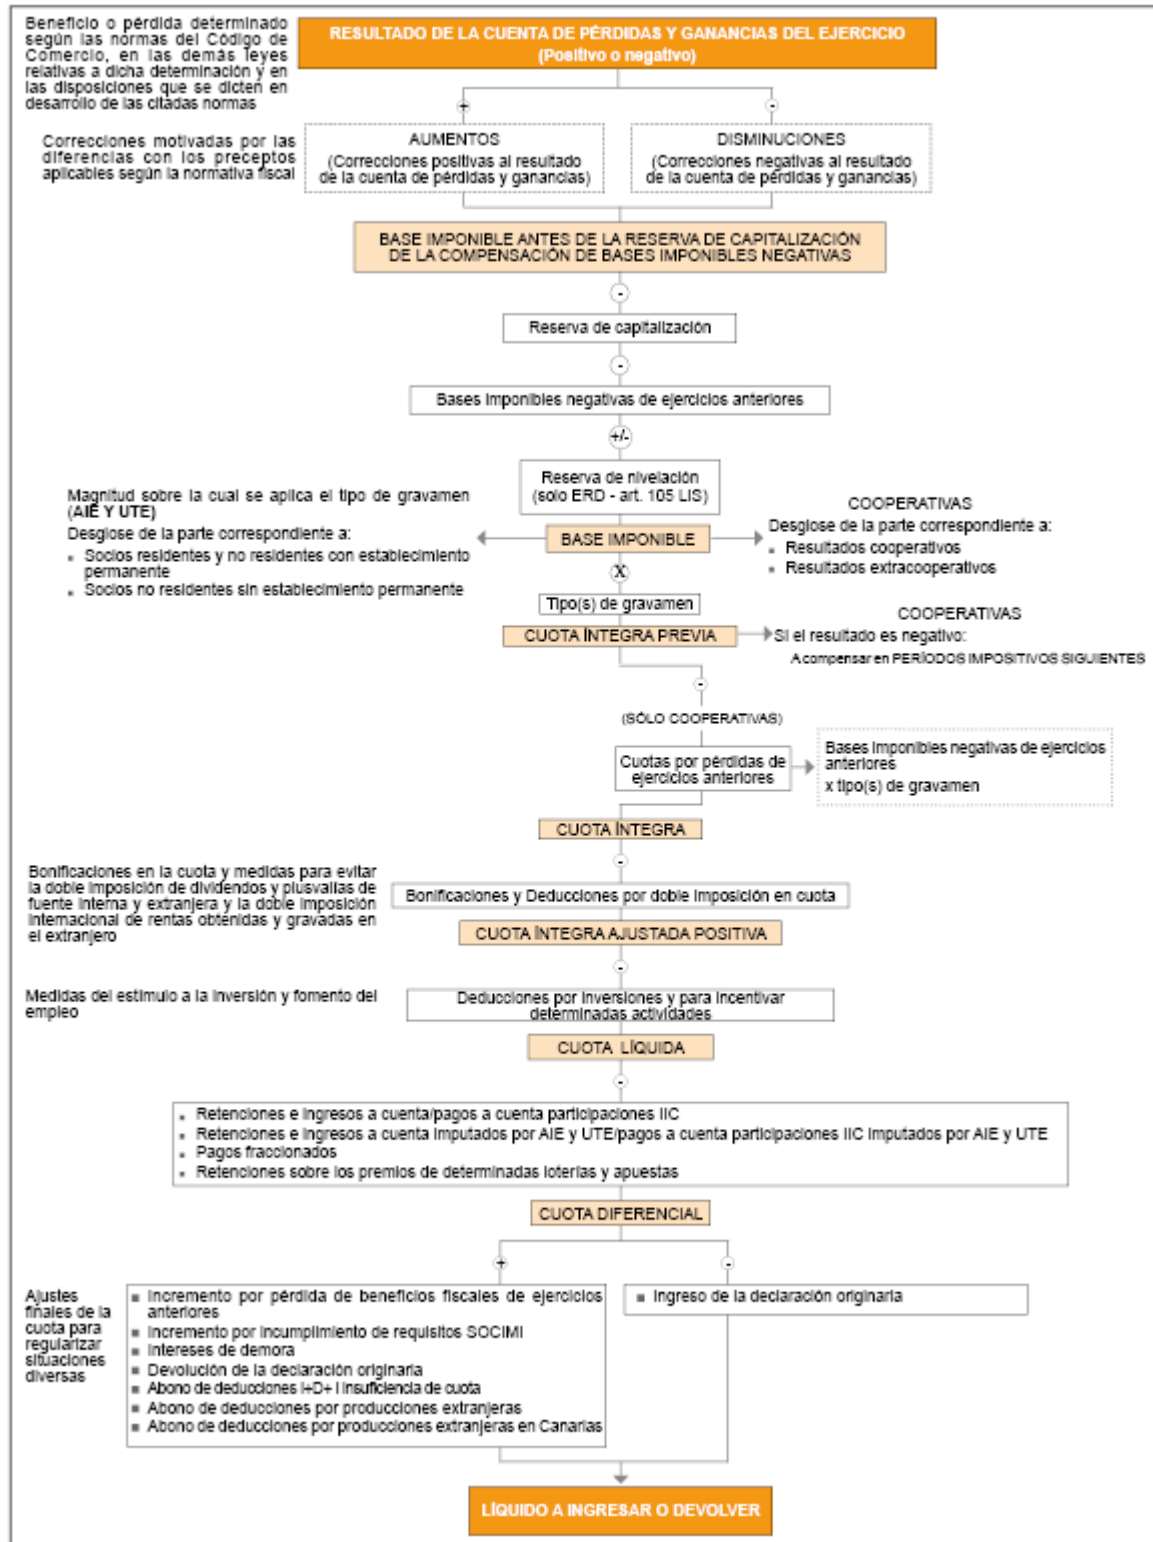 Beneficio o pérdida determinado
según las normas del Código de
Comercio, en las demás leyes
relativas a dicha determinación y en
las disposiciones que se dicten en
desarrollo de las citadas normas
RESULTADO DE LA CUENTA DE PÉRDIDAS Y GANANCIAS DEL EJERCICIO
(Positivo o negativo)
+
-
Correcciones motivadas por las
diferencias con los preceptos
aplicables según la normativa fiscal
AUMENTOS
(Correcciones positivas al resultado
de la cuenta de pérdidas y ganancias)
DISMINUCIONES
(Correcciones negativas al resultado
de la cuenta de pérdidas y ganancias)
BASE IMPONIBLE ANTES DE LA RESERVA DE CAPITALIZACIÓN
DE LA COMPENSACIÓN DE BASES IMPONIBLES NEGATIVAS
-
Reserva de capitalización
-
Bases imponibles negativas de ejercicios anteriores
+/-
Reserva de nivelación
(solo ERD - art. 105 LIS)
Magnitud sobre la cual se aplica el tipo de gravamen
(AIE Y UTE)
Desglose de la parte correspondiente a:
▪ Socios residentes y no residentes con establecimiento
permanente
▪ Socios no residentes sin establecimiento permanente
BASE IMPONIBLE
COOPERATIVAS
Desglose de la parte correspondiente a:
▪ Resultados cooperativos
▪ Resultados extracooperativos
X
Tipo(s) de gravamen
CUOTA ÍNTEGRA PREVIA
COOPERATIVAS
Si el resultado es negativo:
A compensar en PERÍODOS IMPOSITIVOS SIGUIENTES
-
(SÓLO COOPERATIVAS)
Cuotas por pérdidas de
ejercicios anteriores
Bases imponibles negativas de ejercicios
anteriores
x tipo(s) de gravamen
CUOTA ÍNTEGRA
-
Bonificaciones en la cuota y medidas para evitar
la doble imposición de dividendos y plusvalías de
fuente interna y extranjera y la doble imposición
internacional de rentas obtenidas y gravadas en
el extranjero
Bonificaciones y Deducciones por doble imposición en cuota
CUOTA ÍNTEGRA AJUSTADA POSITIVA
-
Medidas del estímulo a la inversión y fomento del
empleo
Deducciones por inversiones y para incentivar
determinadas actividades
CUOTA LÍQUIDA
-
▪ Retenciones e ingresos a cuenta/pagos a cuenta participaciones IIC
▪ Retenciones e ingresos a cuenta imputados por AIE y UTE/pagos a cuenta participaciones IIC imputados por AIE y UTE
▪ Pagos fraccionados
▪ Retenciones sobre los premios de determinadas loterías y apuestas
CUOTA DIFERENCIAL
+
-
Ajustes
finales de la
cuota para
regularizar
situaciones
diversas
▪ Incremento por pérdida de beneficios fiscales de ejercicios
anteriores
▪ Incremento por incumplimiento de requisitos SOCIMI
▪ Intereses de demora
▪ Devolución de la declaración originaria
▪ Abono de deducciones I+D+ i insuficiencia de cuota
▪ Abono de deducciones por producciones extranjeras
▪ Abono de deducciones por producciones extranjeras en Canarias
▪ Ingreso de la declaración originaria
LÍQUIDO A INGRESAR O DEVOLVER